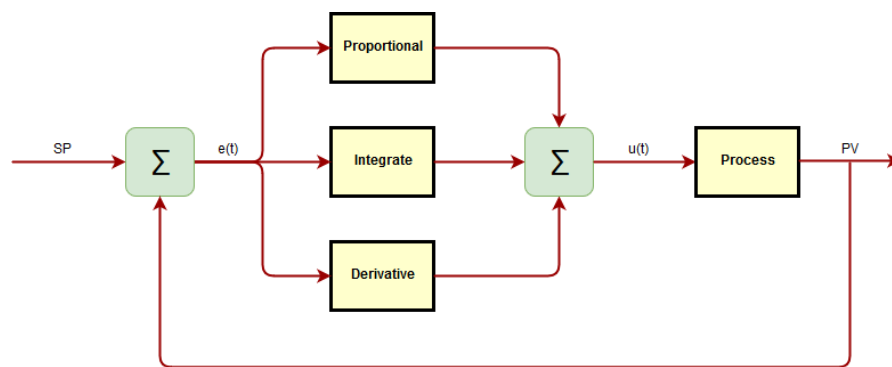 Proportional
SP
Σ
e(t)
Integrate
Σ
u(t)
Process
PV
Derivative